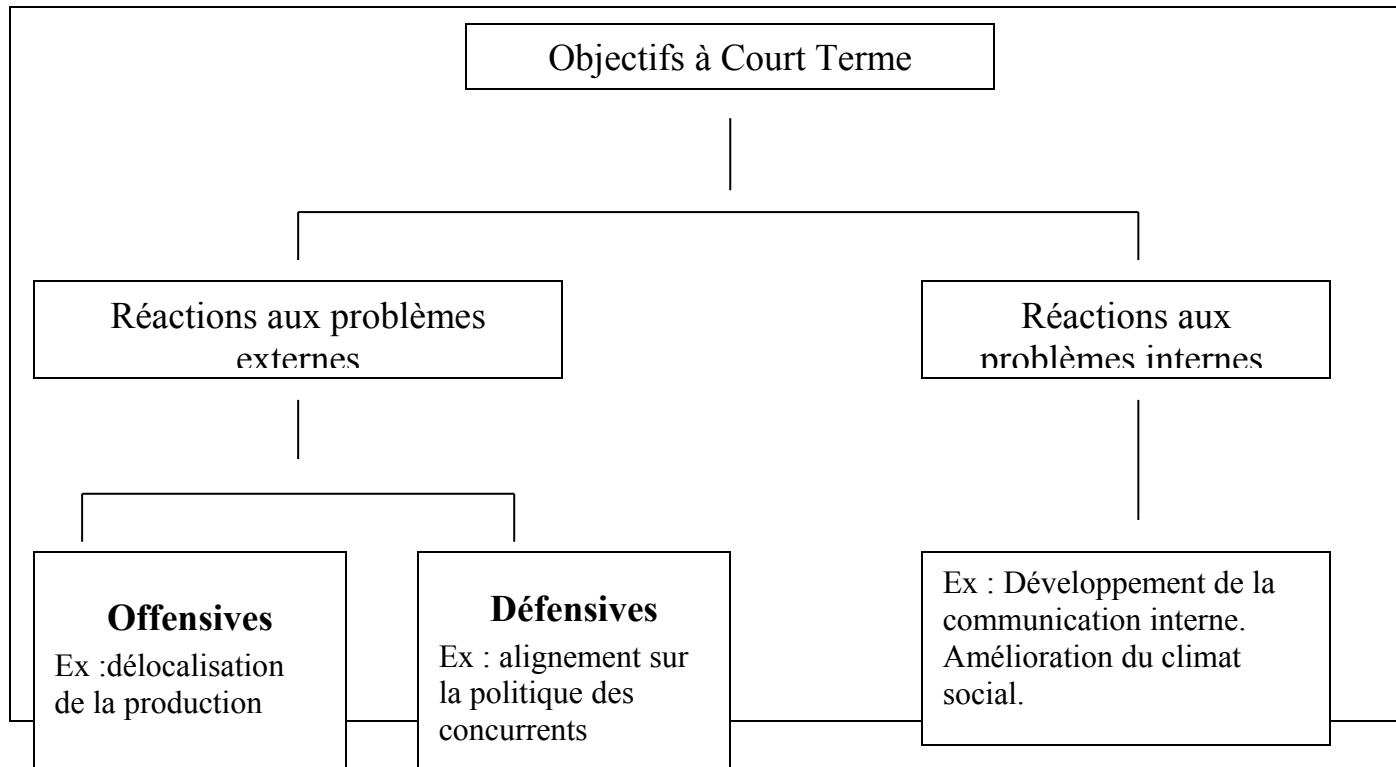 Objectifs à Court Terme
Réactions aux problèmes
externes
Réactions aux
problèmes internes
Offensives
Ex :délocalisation
de la production
Défensives
Ex : alignement sur
la politique des
concurrents
Ex : Développement de la
communication interne.
Amélioration du climat
social.